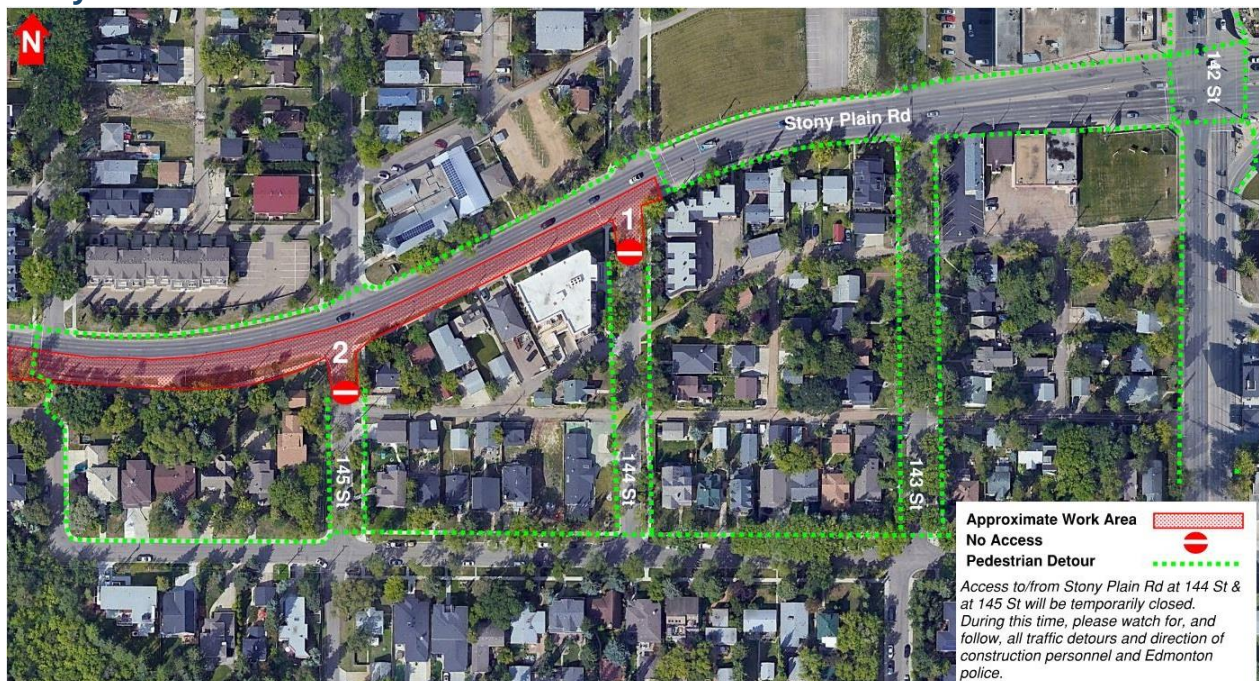 N
142 St
Stony Plain Rd
1
2
145 St
144 St
143 St
Approximate Work Area
No Access
Pedestrian Detour
Access to/from Stony Plain Rd at 144 St &
at 145 St will be temporarily closed.
During this time, please watch for, and
follow, all traffic detours and direction of
construction personnel and Edmonton
police.